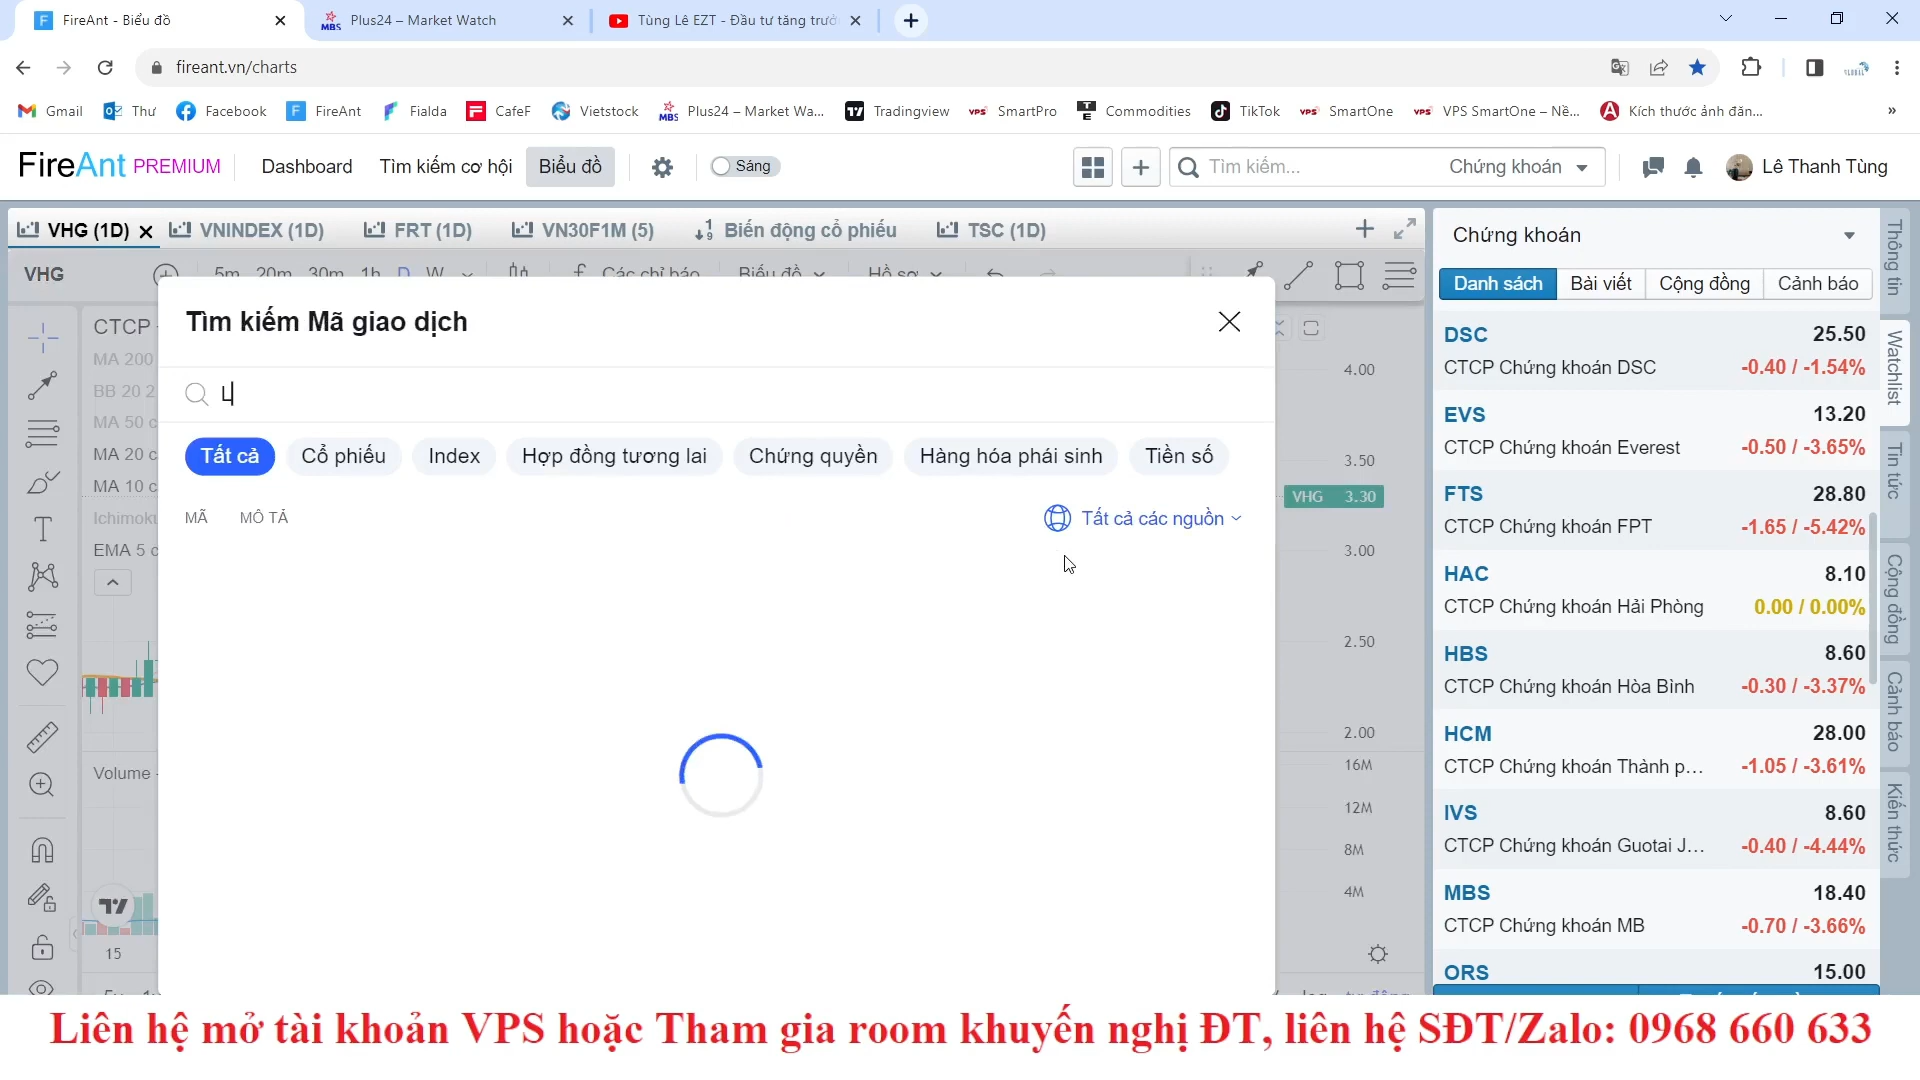 FireAnt - Biểu đồ
Plus24 – Market Watch
Tùng Lê EZT - Đầu tư tăng trưở
fireant.vn/charts
Gmail Thư Facebook FireAnt Fialda CafeF Vietstock Plus24 – Market Wa... Tradingview SmartPro Commodities TikTok SmartOne VPS SmartOne – Nề... Kích thước ảnh đăn... »
FireAnt PREMIUM Dashboard Tìm kiếm cơ hội Biểu đồ Sáng Tìm kiếm... Chứng khoán Lê Thanh Tùng
VHG (1D) VNINDEX (1D) FRT (1D) VN30F1M (5) Biến động cổ phiếu TSC (1D)
VHG 5m 20m 30m 1h D W Các chỉ báo Biểu đồ Hồ sơ
Tìm kiếm Mã giao dịch
L
Tất cả Cổ phiếu Index Hợp đồng tương lai Chứng quyền Hàng hóa phái sinh Tiền số
MÃ MÔ TẢ Tất cả các nguồn
CTCP
MA 200
BB 20 2
MA 50 c
MA 20 c
MA 10 c
Ichimoku
EMA 5 c
Volume
15
4.00
3.50
VHG 3.30
3.00
2.50
2.00
16M
12M
8M
4M
Chứng khoán
Danh sách Bài viết Cộng đồng Cảnh báo
DSC 25.50
CTCP Chứng khoán DSC -0.40 / -1.54%
EVS 13.20
CTCP Chứng khoán Everest -0.50 / -3.65%
FTS 28.80
CTCP Chứng khoán FPT -1.65 / -5.42%
HAC 8.10
CTCP Chứng khoán Hải Phòng 0.00 / 0.00%
HBS 8.60
CTCP Chứng khoán Hòa Bình -0.30 / -3.37%
HCM 28.00
CTCP Chứng khoán Thành p... -1.05 / -3.61%
IVS 8.60
CTCP Chứng khoán Guotai J... -0.40 / -4.44%
MBS 18.40
CTCP Chứng khoán MB -0.70 / -3.66%
ORS 15.00
Thông tin
Watchlist
Tin tức
Cộng đồng
Cảnh báo
Kiến thức
Liên hệ mở tài khoản VPS hoặc Tham gia room khuyến nghị ĐT, liên hệ SĐT/Zalo: 0968 660 633